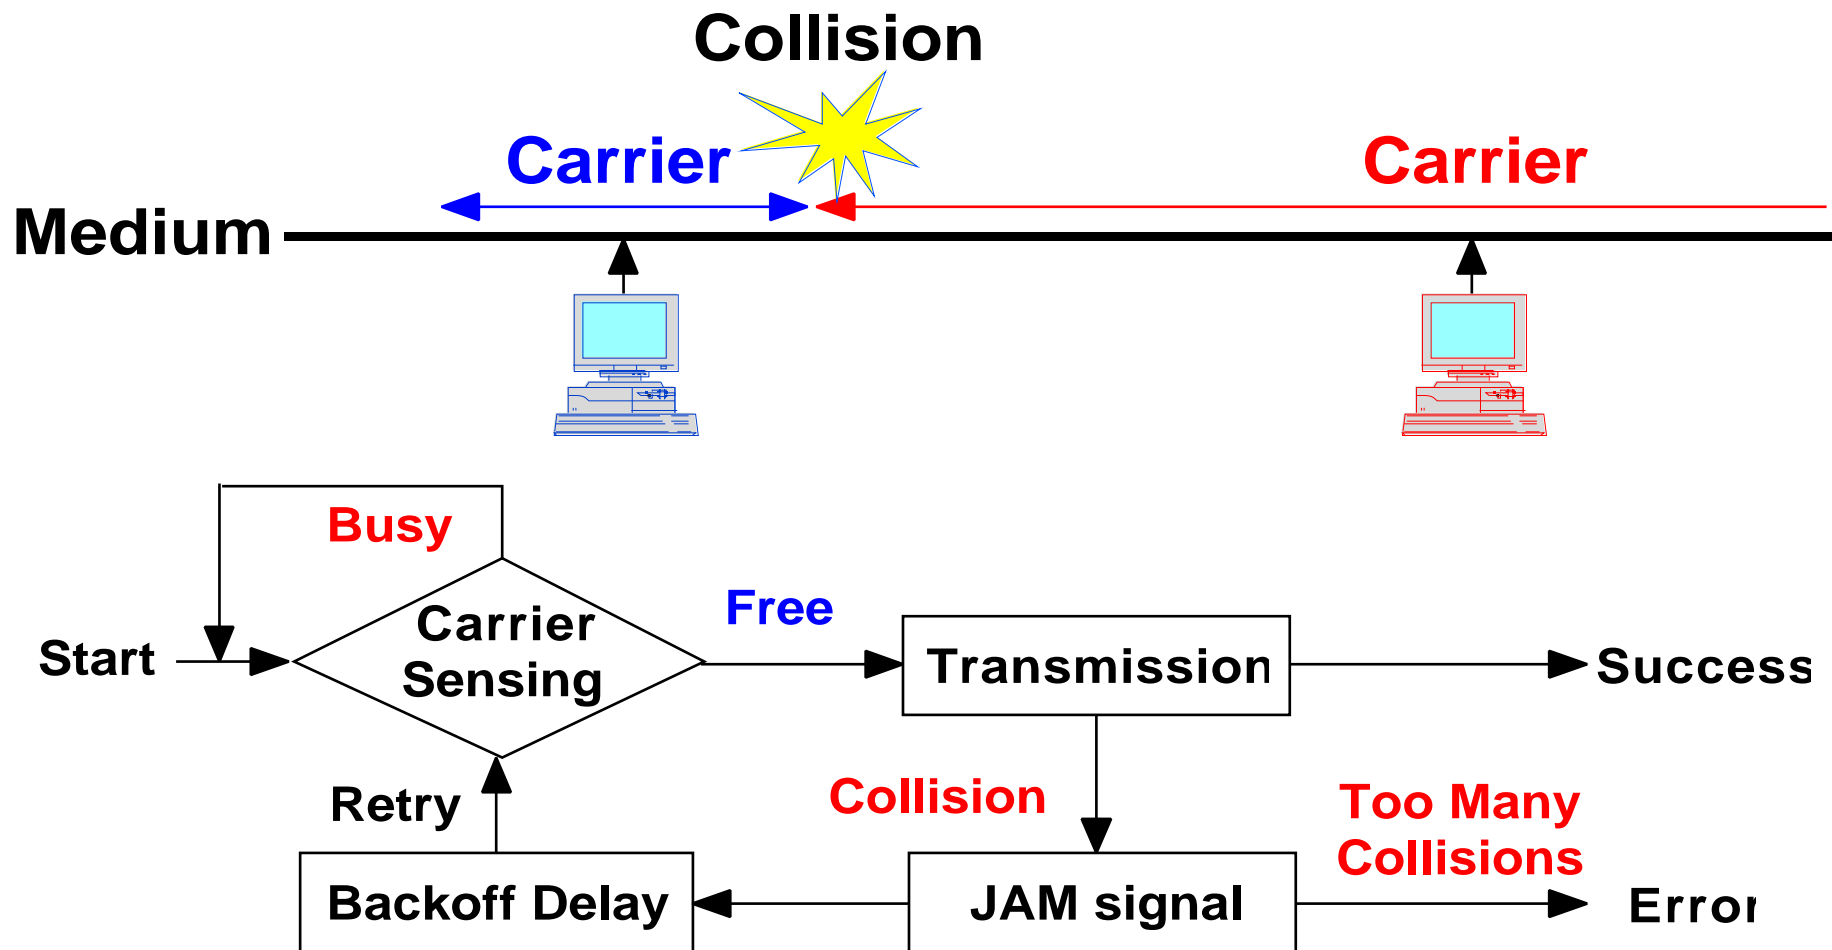 Collision
Carrier
Carrier
Medium
Busy
Free
Start
Carrier
Sensing
Transmission
Success
Retry
Collision
Too Many
Collisions
Backoff Delay
JAM signal
Error